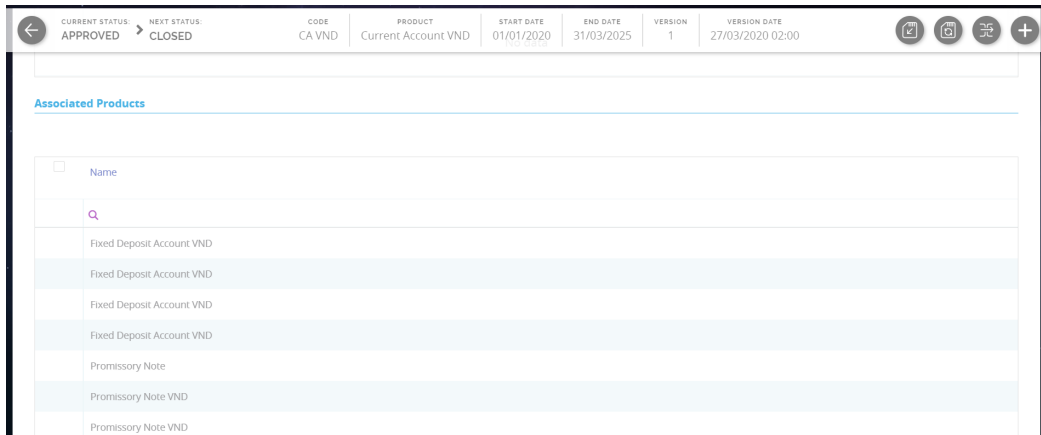 CURRENT STATUS: NEXT STATUS: CODE PRODUCT START DATE END DATE VERSION VERSION DATE
APPROVED CLOSED CA VND Current Account VND 01/01/2020 31/03/2025 1 27/03/2020 02:00
No data
Associated Products
Name
Fixed Deposit Account VND
Fixed Deposit Account VND
Fixed Deposit Account VND
Fixed Deposit Account VND
Promissory Note
Promissory Note VND
Promissory Note VND